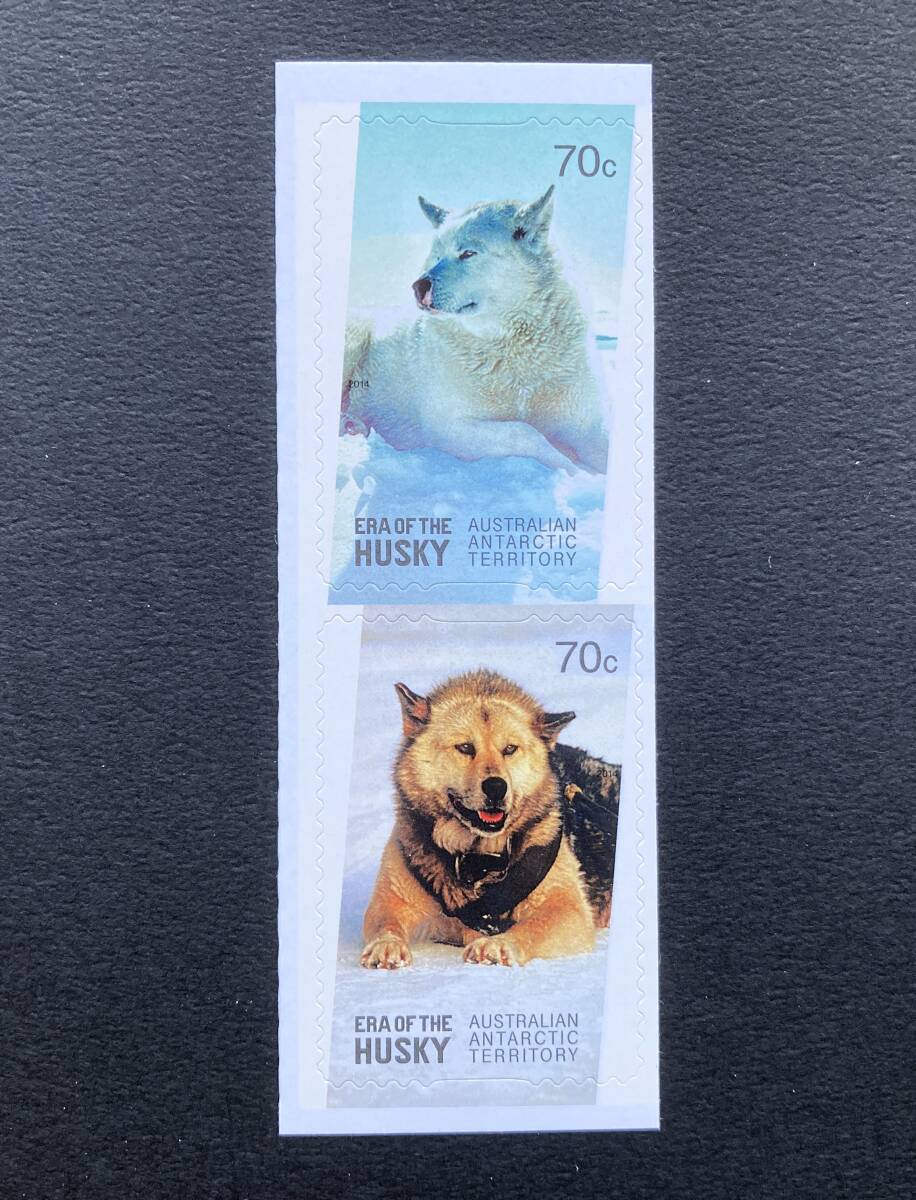 70c
2014
ERA OF THE
HUSKY
AUSTRALIAN
ANTARCTIC
TERRITORY
70c
2014
ERA OF THE
HUSKY
AUSTRALIAN
ANTARCTIC
TERRITORY